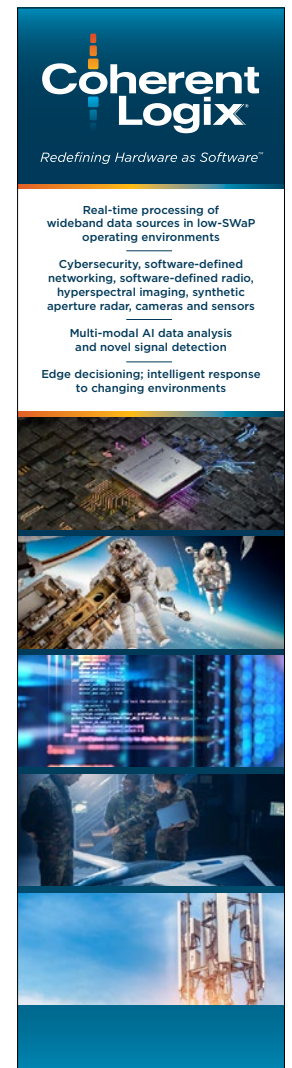 Coherent
Logix®
Redefining Hardware as Software™
Real-time processing of
wideband data sources in low-SWaP
operating environments
Cybersecurity, software-defined
networking, software-defined radio,
hyperspectral imaging, synthetic
aperture radar, cameras and sensors
Multi-modal AI data analysis
and novel signal detection
Edge decisioning; intelligent response
to changing environments